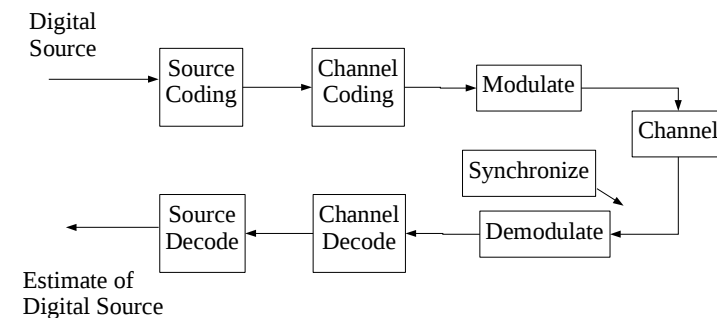 Digital
Source
Source
Coding
Channel
Coding
Modulate
Channel
Synchronize
Demodulate
Channel
Decode
Source
Decode
Estimate of
Digital Source